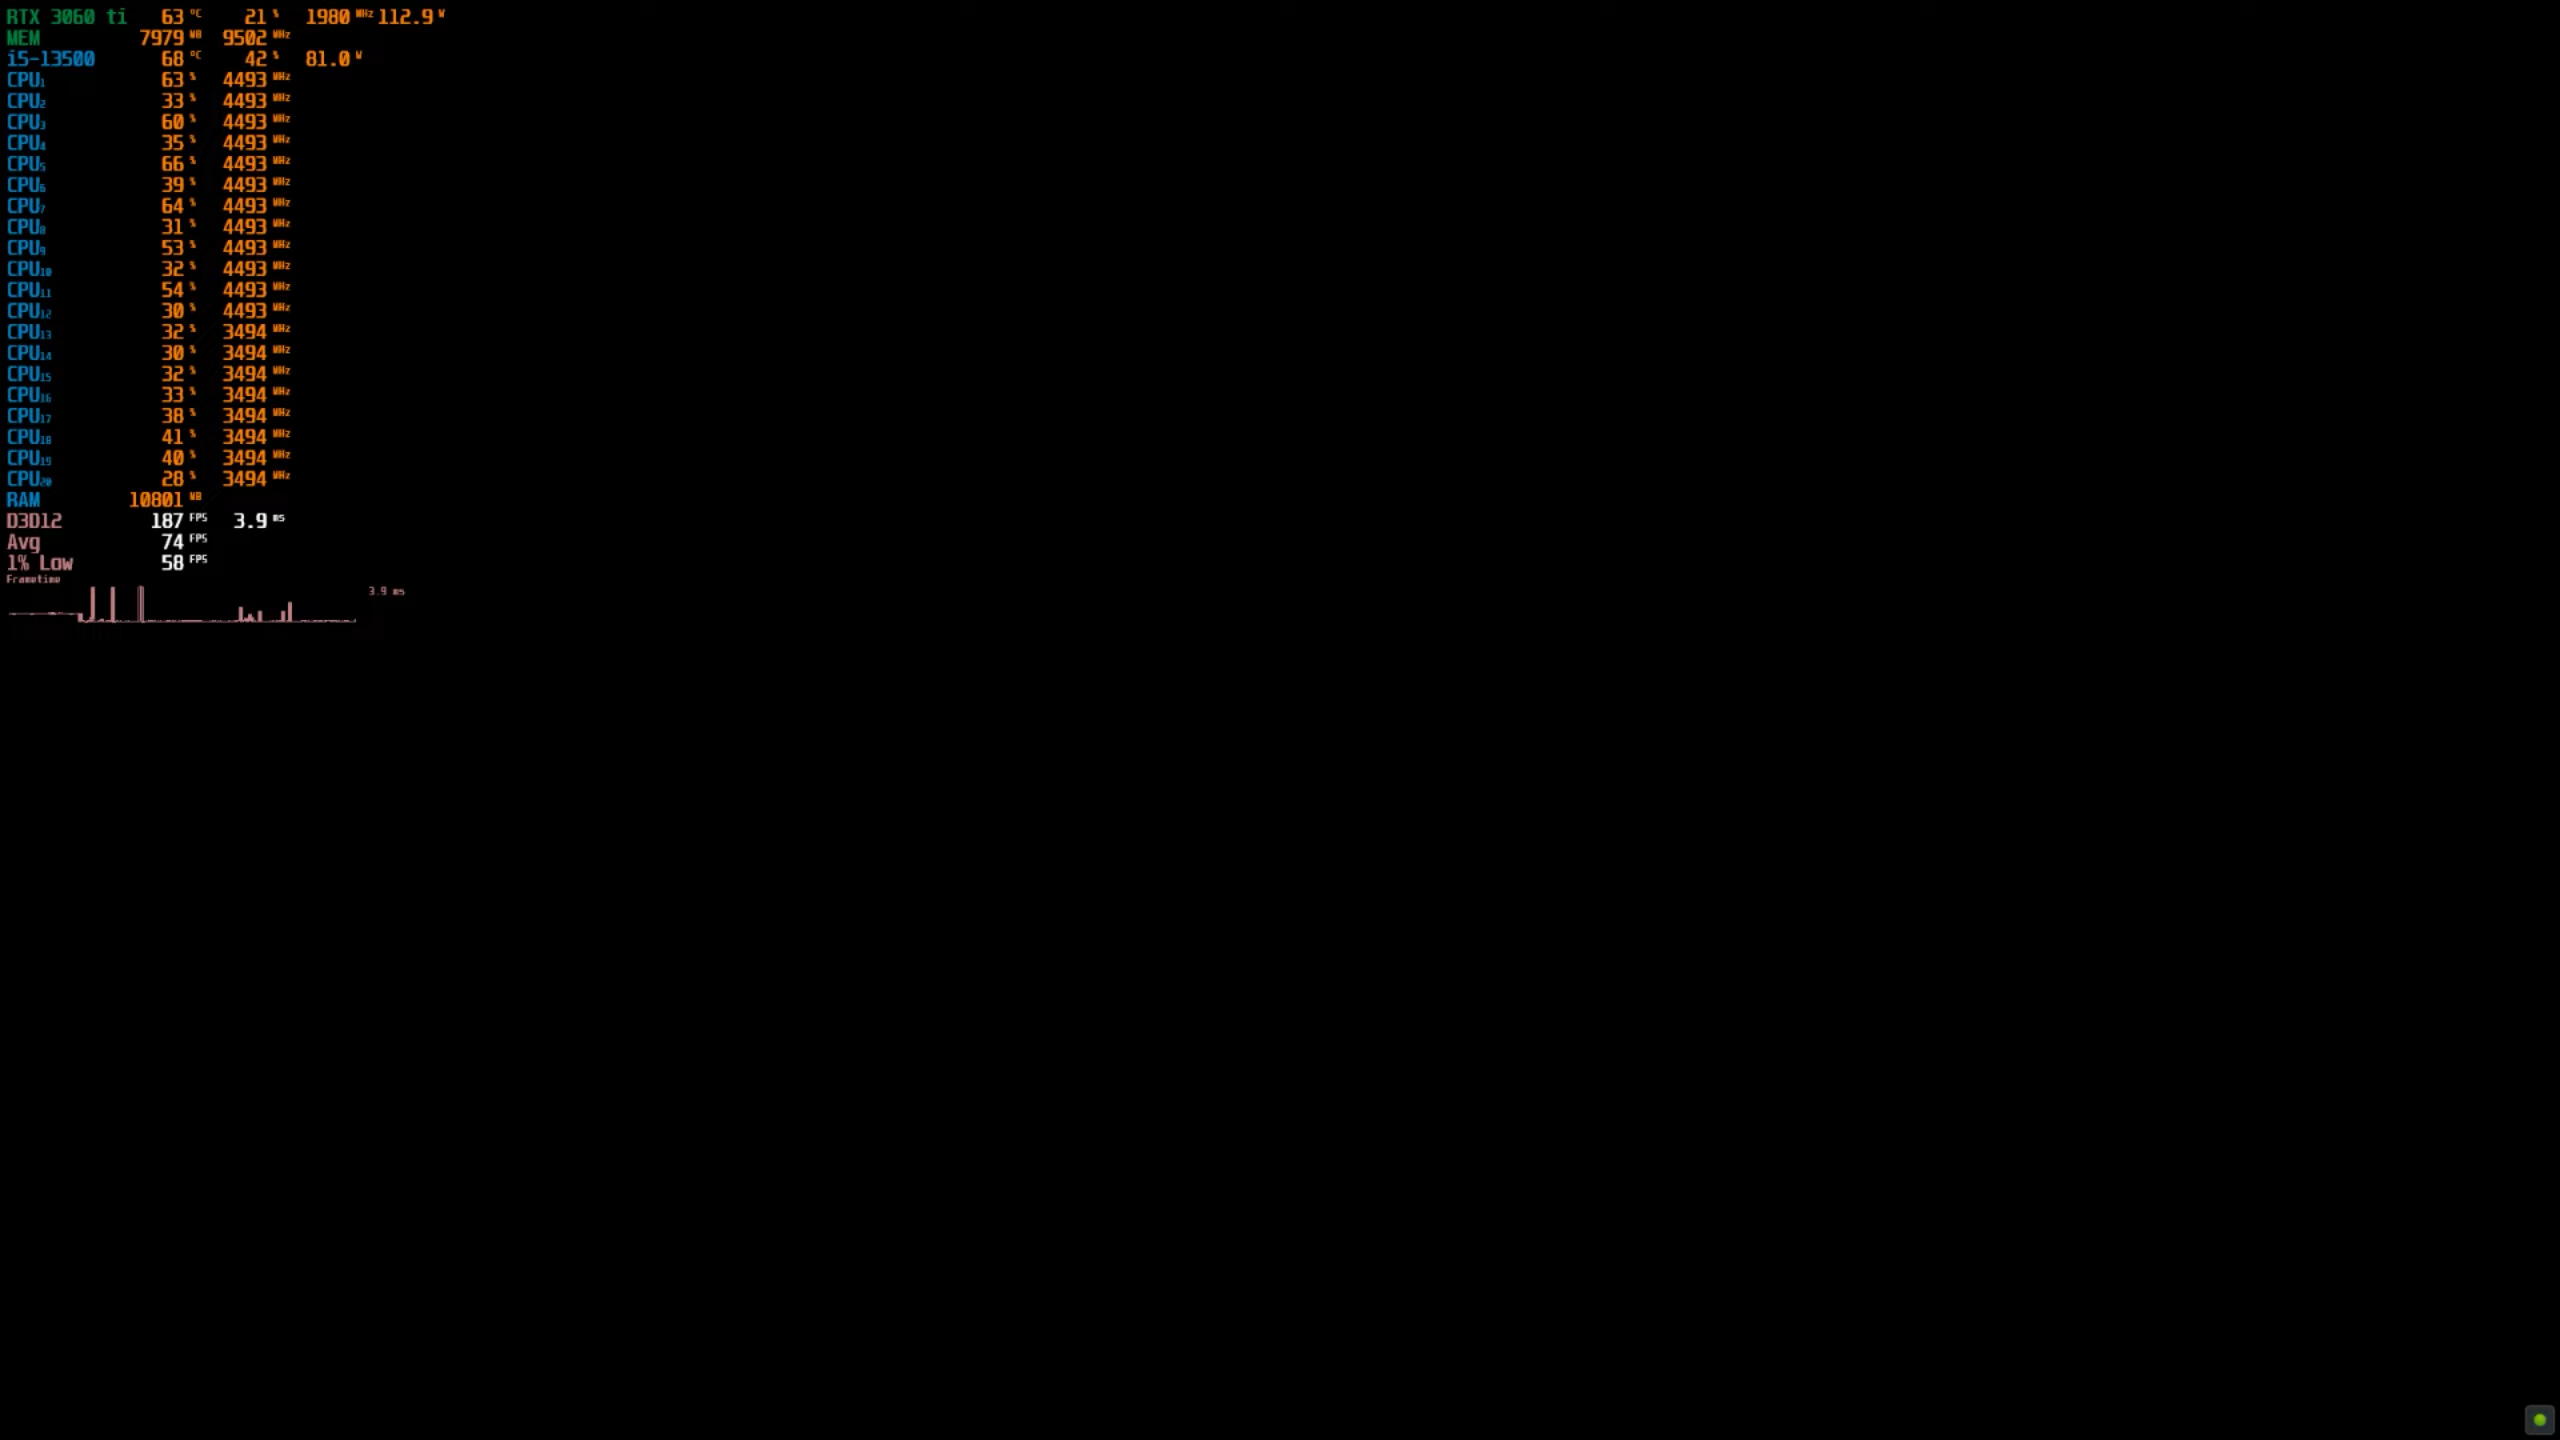 RTX 3060 ti 63 °C 21 % 1980 MHz 112.9 W
MEM 7979 MB 9502 MHz
i5-13500 68 °C 42 % 81.0 W
CPU1 63 % 4493 MHz
CPU2 33 % 4493 MHz
CPU3 60 % 4493 MHz
CPU4 35 % 4493 MHz
CPU5 66 % 4493 MHz
CPU6 39 % 4493 MHz
CPU7 64 % 4493 MHz
CPU8 31 % 4493 MHz
CPU9 53 % 4493 MHz
CPU10 32 % 4493 MHz
CPU11 54 % 4493 MHz
CPU12 30 % 4493 MHz
CPU13 32 % 3494 MHz
CPU14 30 % 3494 MHz
CPU15 32 % 3494 MHz
CPU16 33 % 3494 MHz
CPU17 38 % 3494 MHz
CPU18 41 % 3494 MHz
CPU19 40 % 3494 MHz
CPU20 28 % 3494 MHz
RAM 10801 MB
D3D12 187 FPS 3.9 ms
Avg 74 FPS
1% Low 58 FPS
Frametime
3.9 ms